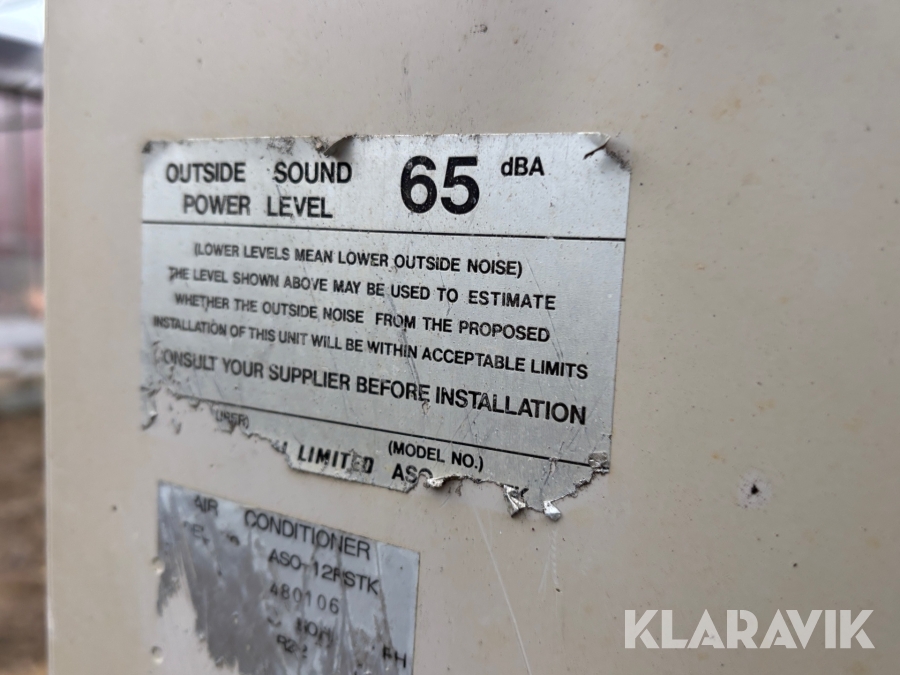 OUTSIDE SOUND 65 dBA
POWER LEVEL
(LOWER LEVELS MEAN LOWER OUTSIDE NOISE)
THE LEVEL SHOWN ABOVE MAY BE USED TO ESTIMATE
WHETHER THE OUTSIDE NOISE FROM THE PROPOSED
INSTALLATION OF THIS UNIT WILL BE WITHIN ACCEPTABLE LIMITS
CONSULT YOUR SUPPLIER BEFORE INSTALLATION
(MODEL NO.)
LIMITED
AIR CONDITIONER
480106
KLARAVIK